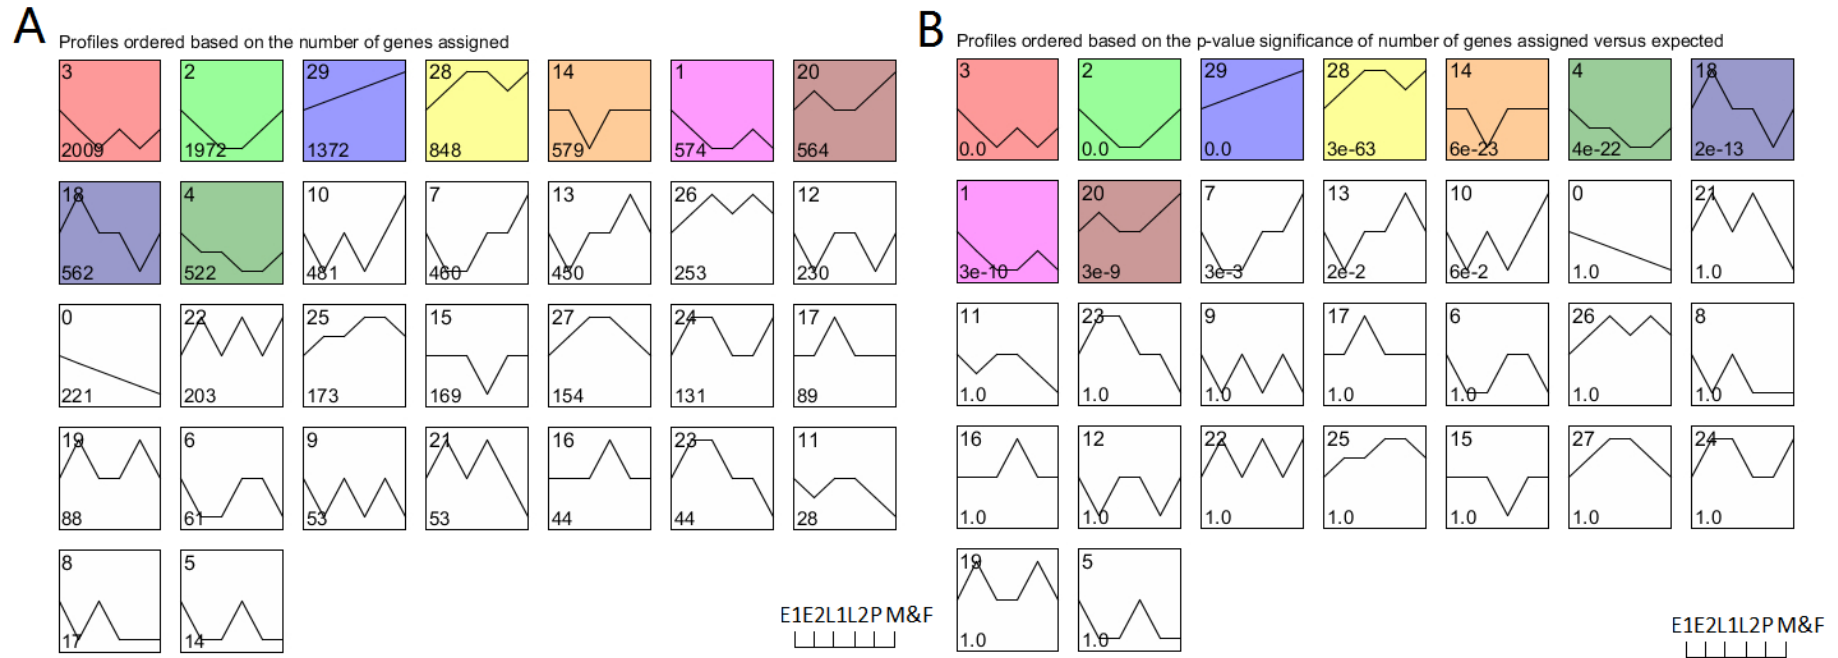 A
Profiles ordered based on the number of genes assigned
3 2 29 28 14 1 20
2009 1972 1372 848 579 574 564
18 4 10 7 13 26 12
562 522 481 460 450 253 230
0 22 25 15 27 24 17
221 203 173 169 154 131 89
19 6 9 21 16 23 11
88 61 53 53 44 44 28
8 5
17 14
E1E2L1L2P M&F
B
Profiles ordered based on the p-value significance of number of genes assigned versus expected
3 2 29 28 14 4 18
0.0 0.0 0.0 3e-63 6e-23 4e-22 2e-13
1 20 7 13 10 0 21
3e-10 3e-9 3e-3 2e-2 6e-2 1.0 1.0
11 23 9 17 6 26 8
1.0 1.0 1.0 1.0 1.0 1.0 1.0
16 12 22 25 15 27 24
1.0 1.0 1.0 1.0 1.0 1.0 1.0
19 5
1.0 1.0
E1E2L1L2P M&F